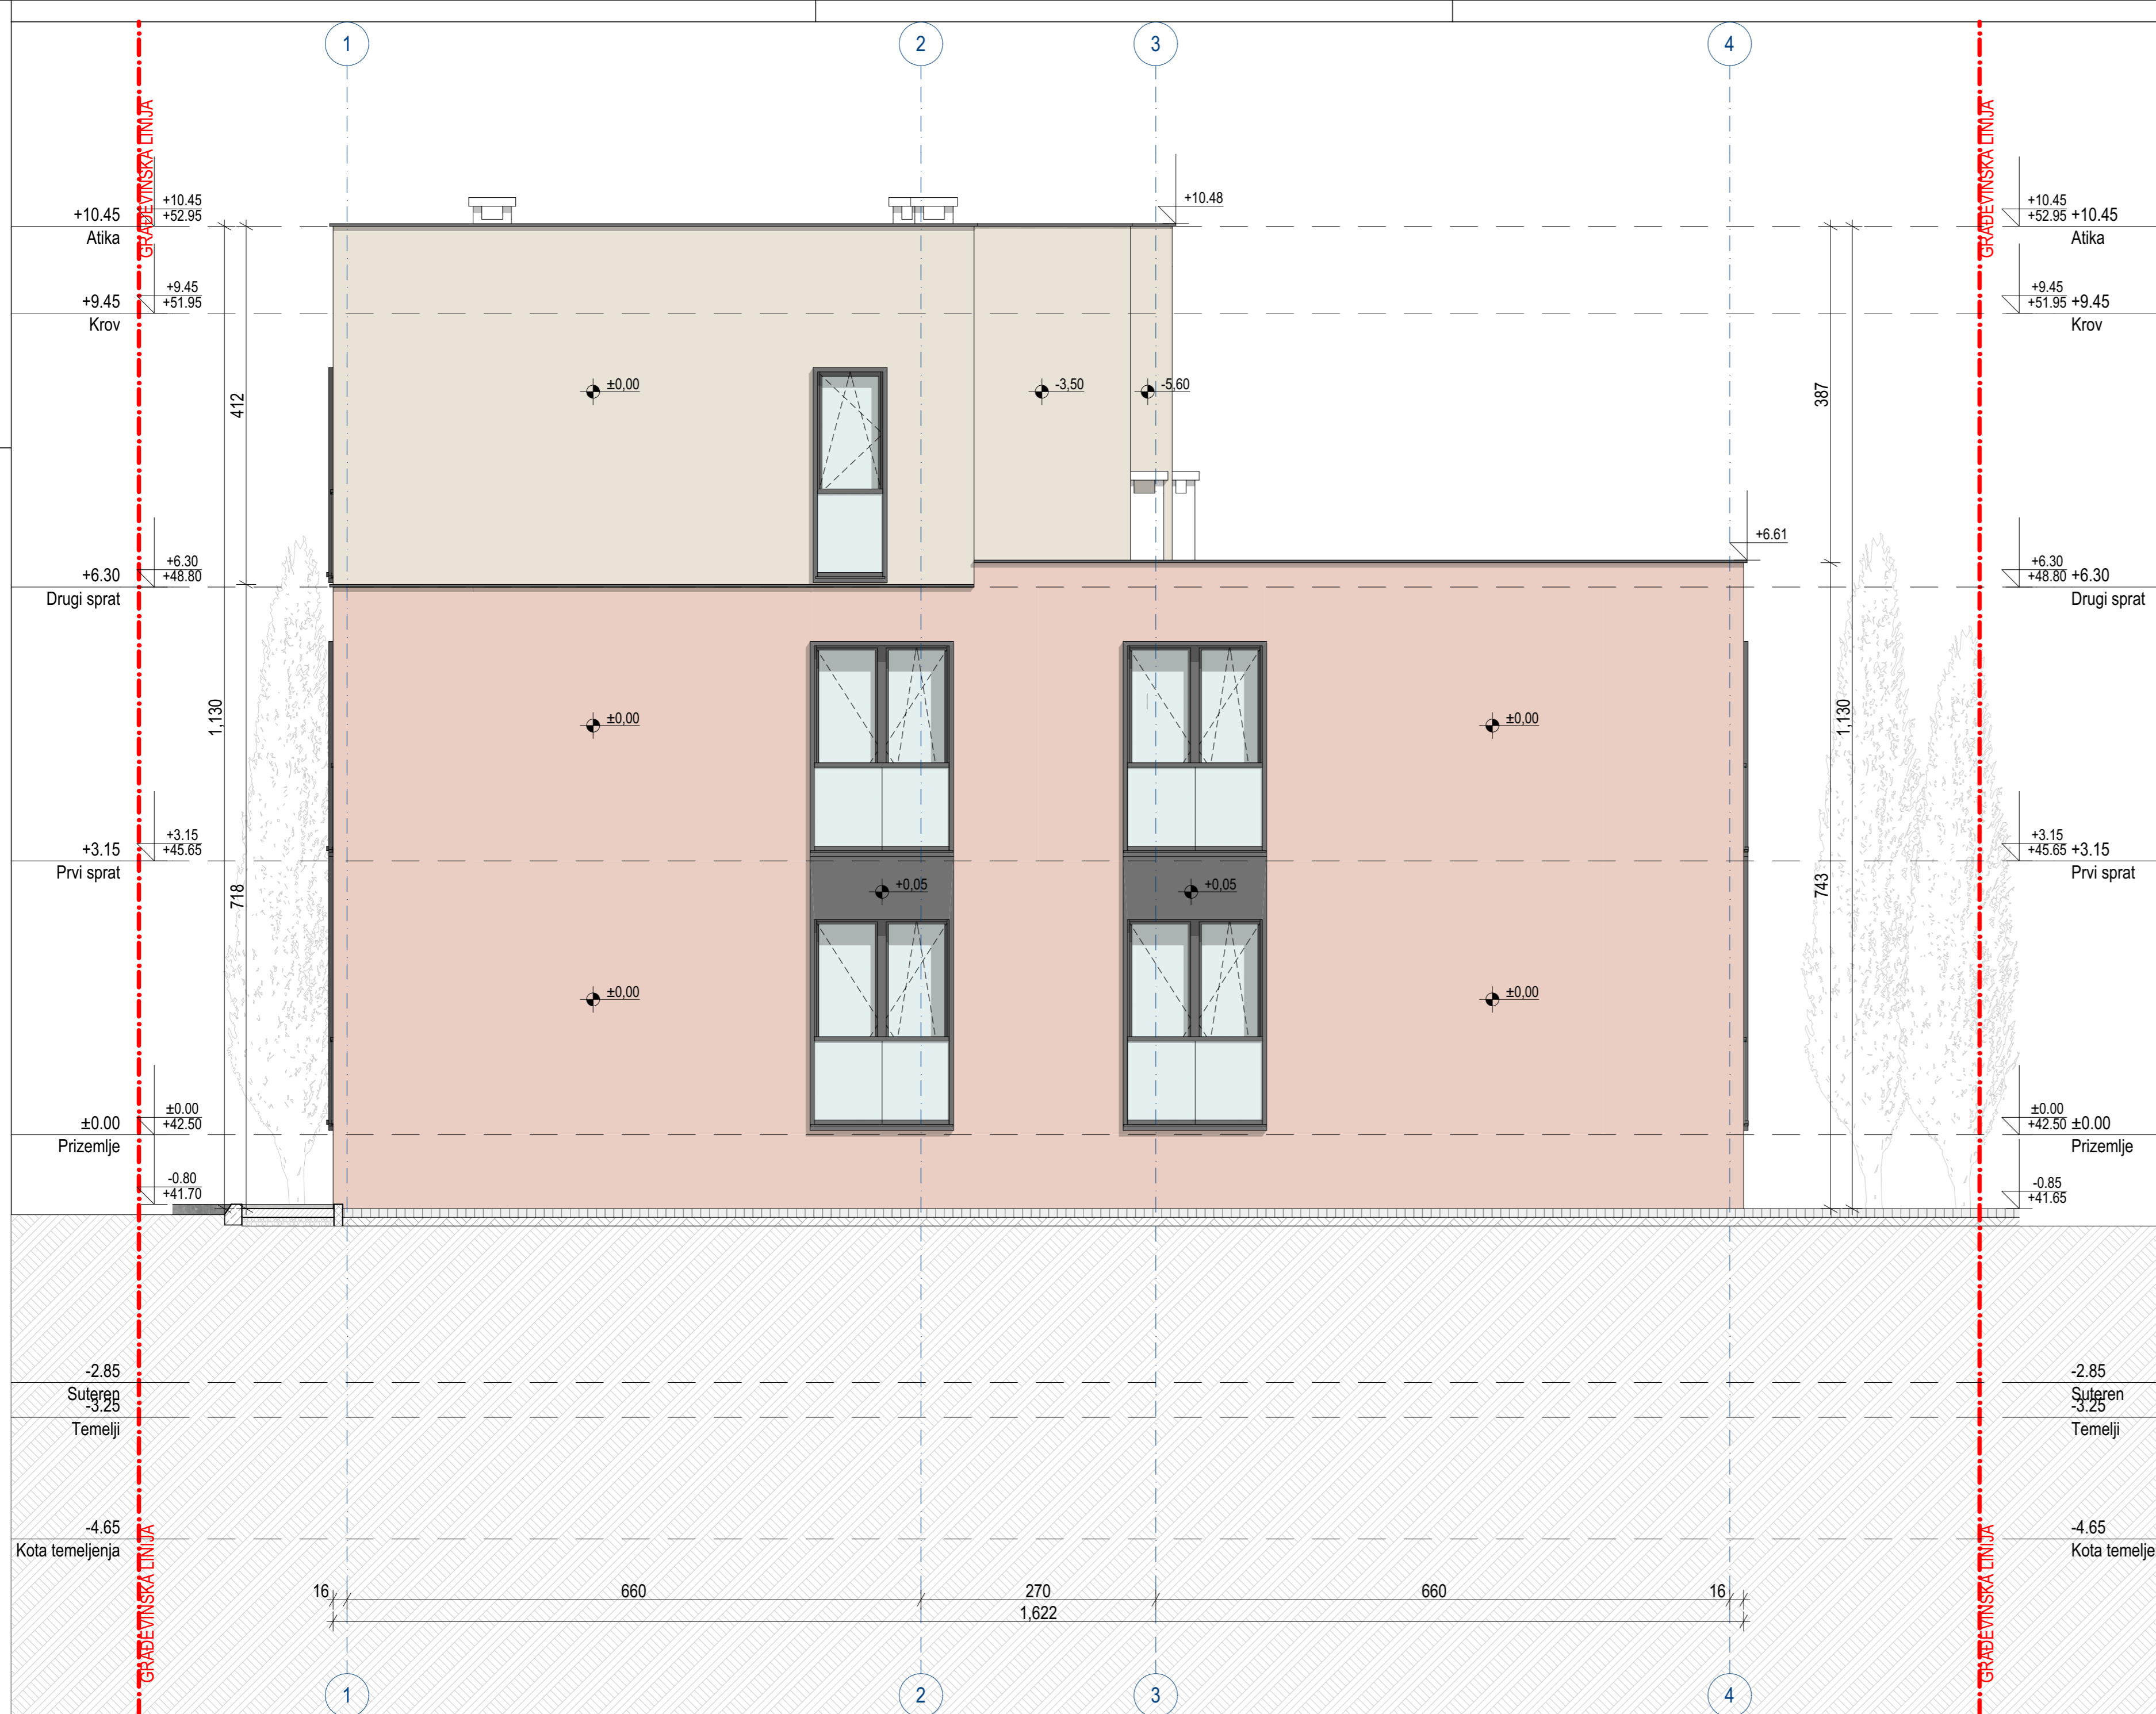 1 2 3 4
GRAĐEVINSKA LINIJA
GRAĐEVINSKA LINIJA
+10.45
Atika
+10.45
+52.95
+10.48
+10.45
+52.95
+10.45
Atika
+9.45
Krov
+9.45
+51.95
+9.45
+51.95
+9.45
Krov
412
±0,00
-3,50
-5,60
387
+6.61
+6.30
Drugi sprat
+6.30
+48.80
+6.30
+48.80
+6.30
Drugi sprat
1,130
±0,00
±0,00
1,130
+3.15
Prvi sprat
+3.15
+45.65
+3.15
+45.65
+3.15
Prvi sprat
718
+0,05
+0,05
743
±0,00
±0,00
±0.00
Prizemlje
±0.00
+42.50
±0.00
+42.50
±0.00
Prizemlje
-0.80
+41.70
-0.85
+41.65
-2.85
Suteren
-3.25
Temelji
-2.85
Suteren
-3.25
Temelji
-4.65
Kota temeljenja
-4.65
Kota temelje
GRAĐEVINSKA LINIJA
GRAĐEVINSKA LINIJA
16 660 270 660 16
1,622
1 2 3 4